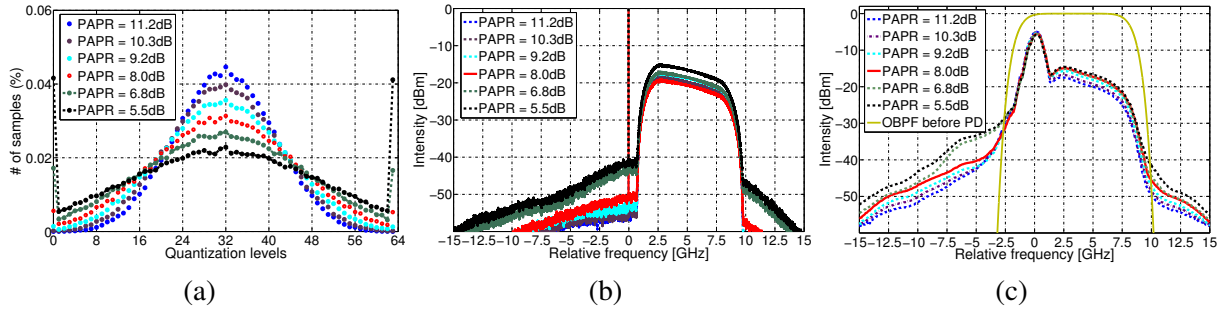 0.06
0.04
0.02
0
# of samples (%)
PAPR = 11.2dB
PAPR = 10.3dB
PAPR = 9.2dB
PAPR = 8.0dB
PAPR = 6.8dB
PAPR = 5.5dB
0 8 16 24 32 40 48 56 64
Quantization levels
(a)
10
0
−10
−20
−30
−40
−50
Intensity [dBm]
PAPR = 11.2dB
PAPR = 10.3dB
PAPR = 9.2dB
PAPR = 8.0dB
PAPR = 6.8dB
PAPR = 5.5dB
−15 −12.5 −10 −7.5 −5 −2.5 0 2.5 5 7.5 10 12.5 15
Relative frequency [GHz]
(b)
0
−10
−20
−30
−40
−50
Intensity [dBm]
PAPR = 11.2dB
PAPR = 10.3dB
PAPR = 9.2dB
PAPR = 8.0dB
PAPR = 6.8dB
PAPR = 5.5dB
OBPF before PD
−15 −12.5 −10 −7.5 −5 −2.5 0 2.5 5 7.5 10 12.5 15
Relative frequency [GHz]
(c)